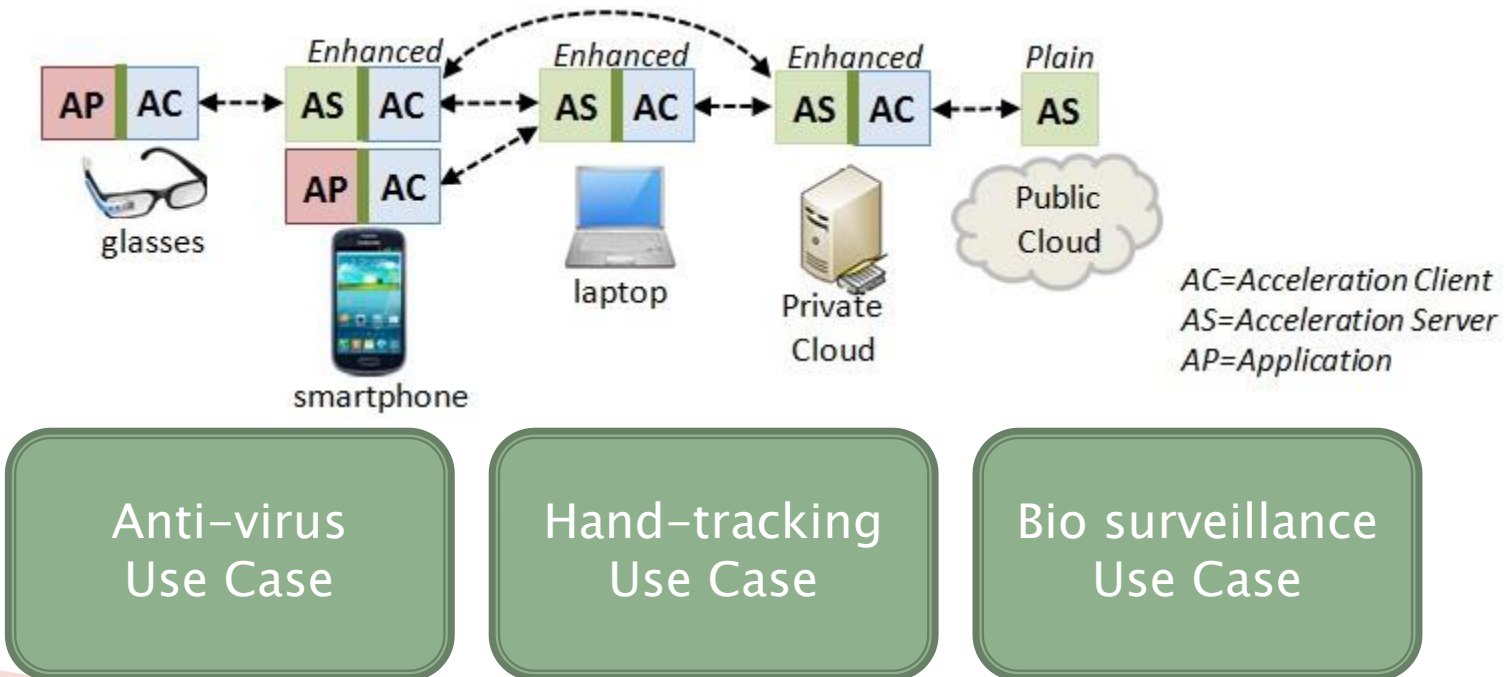 Enhanced Enhanced Enhanced Plain
AP AC AS AC AS AC AS AC AS
AP AC
glasses
smartphone
laptop
Private
Cloud
Public
Cloud
AC=Acceleration Client
AS=Acceleration Server
AP=Application
Anti-virus
Use Case
Hand-tracking
Use Case
Bio surveillance
Use Case